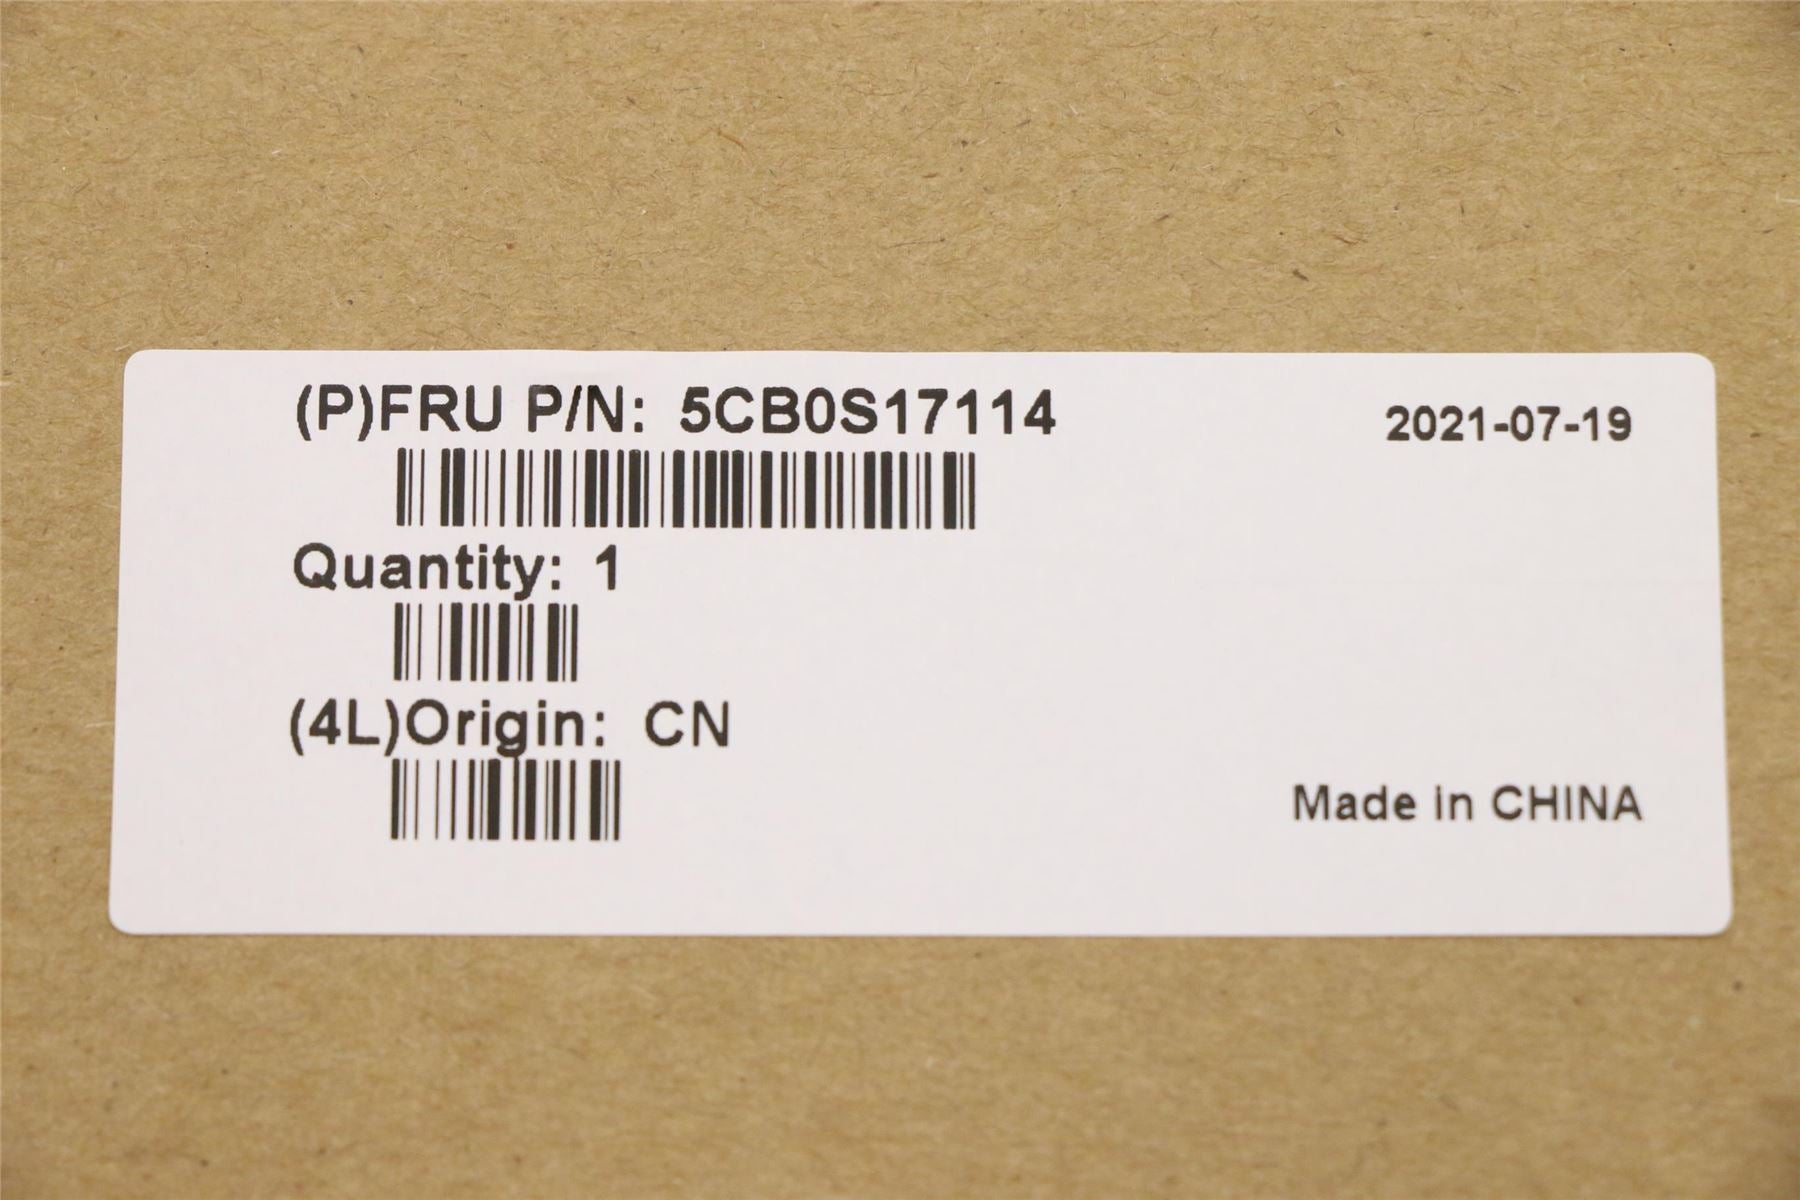 (P)FRU P/N: 5CB0S17114
2021-07-19
Quantity: 1
(4L)Origin: CN
Made in CHINA